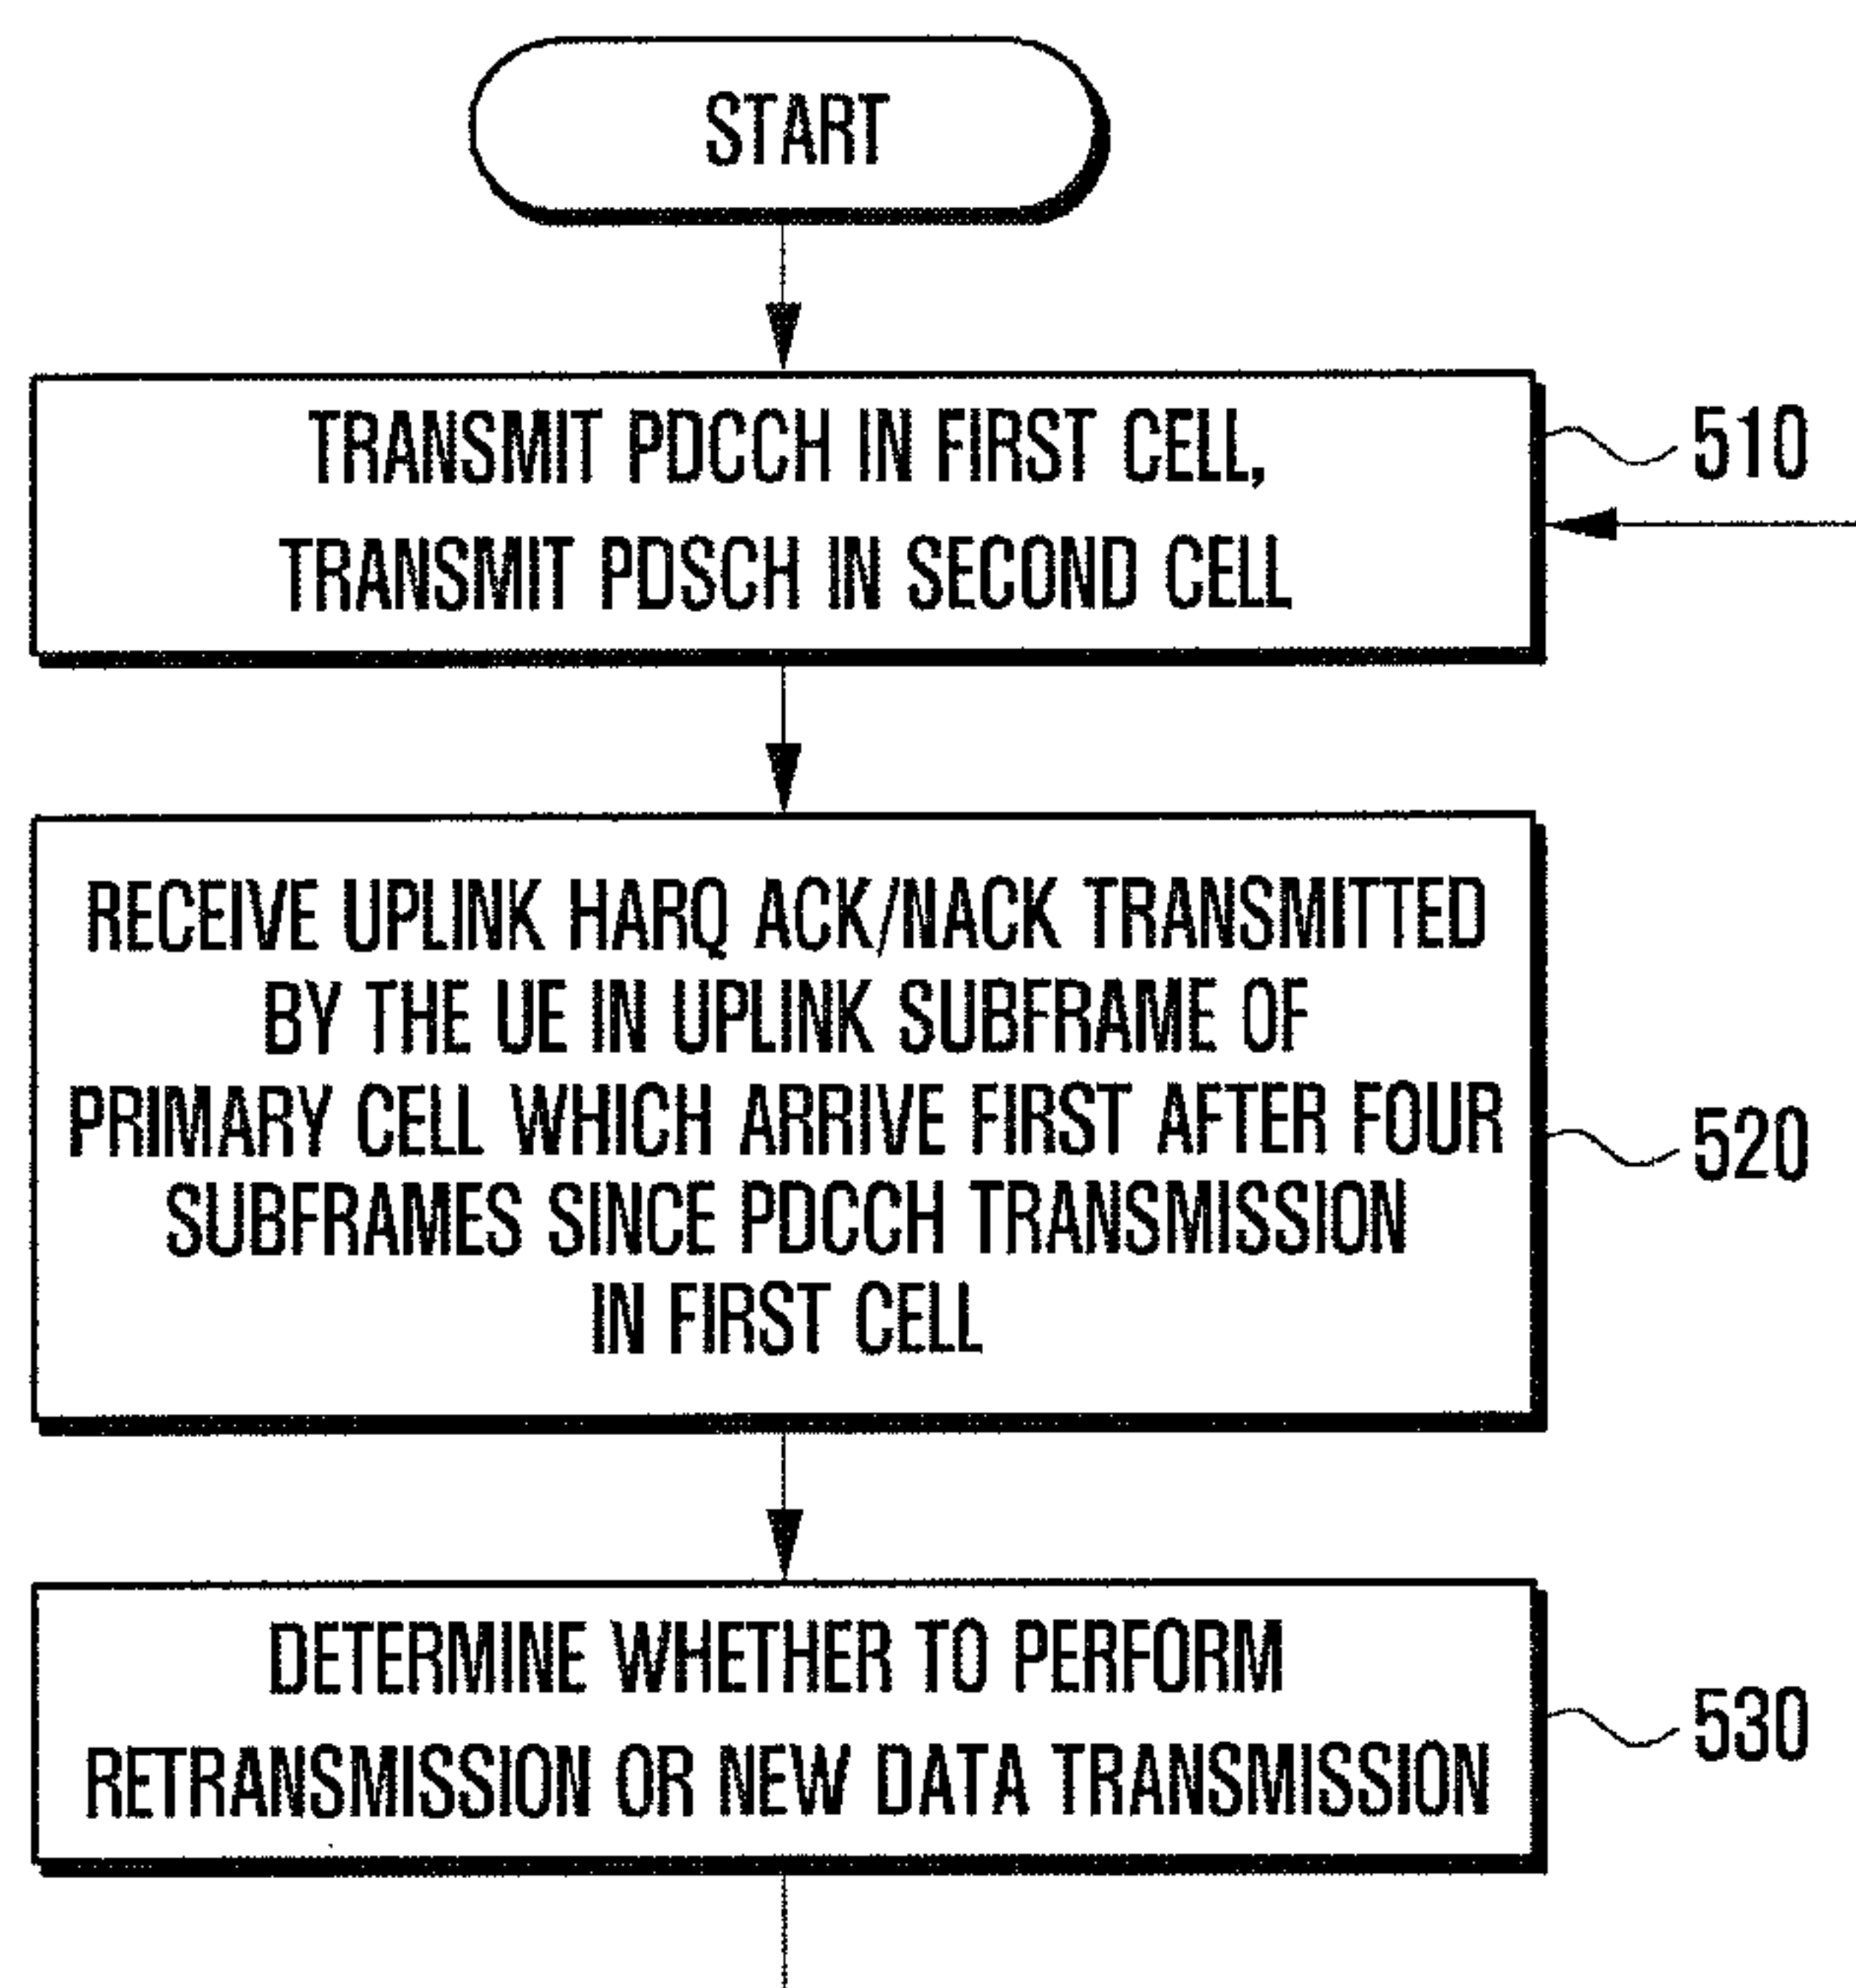 START
TRANSMIT PDCCH IN FIRST CELL,
TRANSMIT PDSCH IN SECOND CELL
510
RECEIVE UPLINK HARQ ACK/NACK TRANSMITTED
BY THE UE IN UPLINK SUBFRAME OF
PRIMARY CELL WHICH ARRIVE FIRST AFTER FOUR
SUBFRAMES SINCE PDCCH TRANSMISSION
IN FIRST CELL
520
DETERMINE WHETHER TO PERFORM
RETRANSMISSION OR NEW DATA TRANSMISSION
530